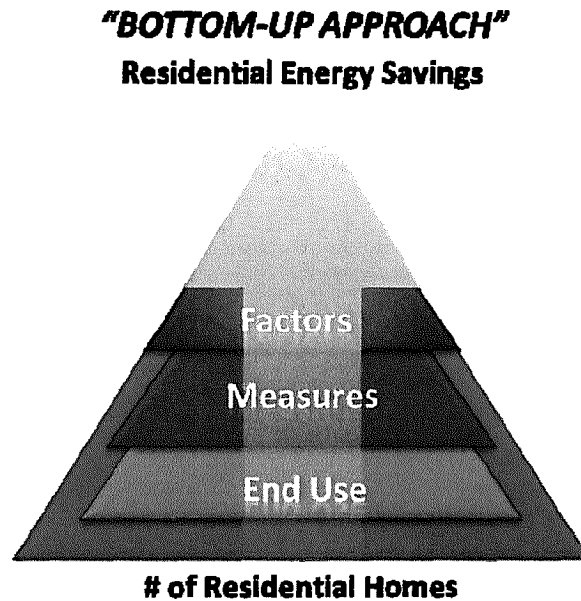 "BOTTOM-UP APPROACH"
Residential Energy Savings
Factors
Measures
End Use
# of Residential Homes